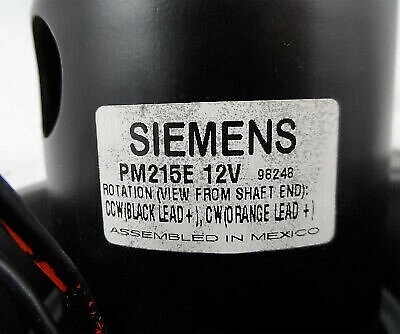 SIEMENS
PM215E 12V 98248
ROTATION (VIEW FROM SHAFT END):
CCW(BLACK LEAD+), CW(ORANGE LEAD +)
ASSEMBLED IN MEXICO